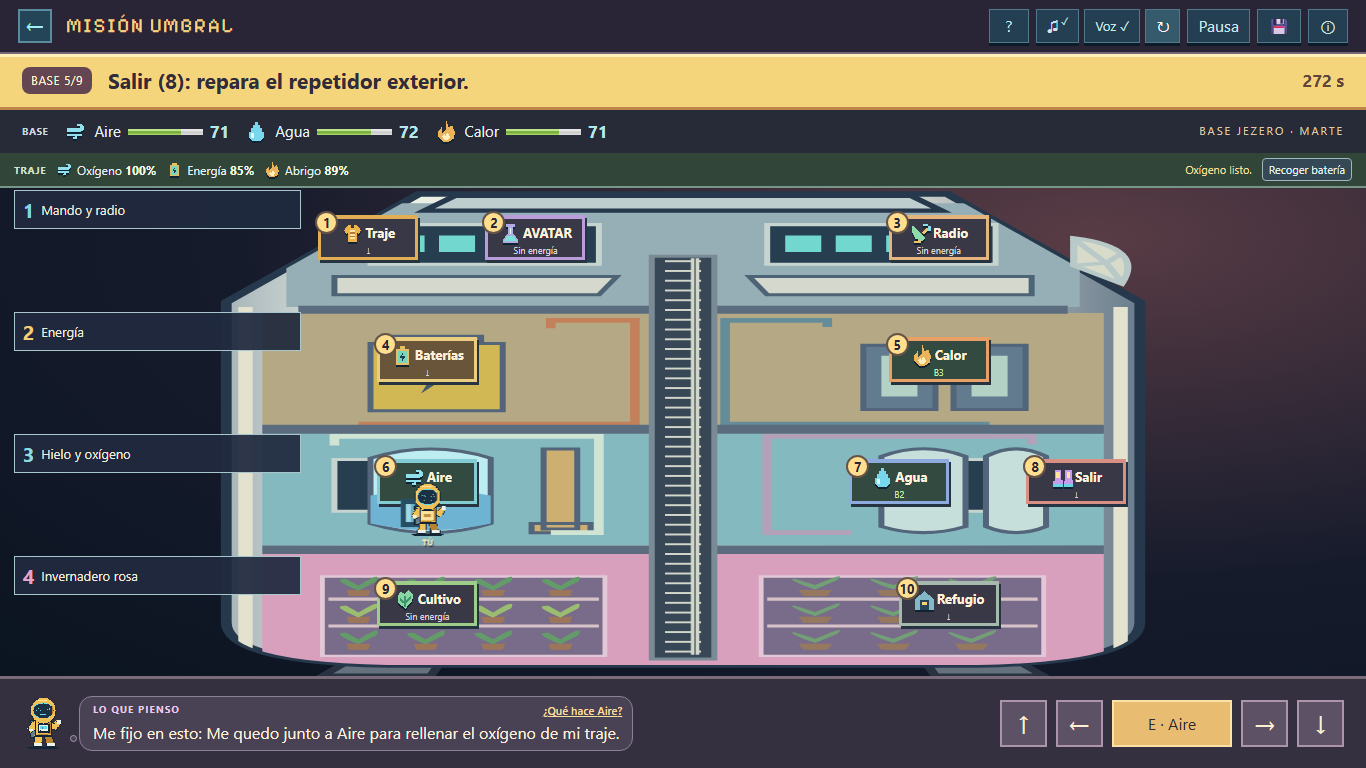 ←
MISIÓN UMBRAL
?
♫✓
Voz ✓
↻
Pausa
ⓘ
BASE 5/9
Salir (8): repara el repetidor exterior.
272 s
BASE
Aire
71
Agua
72
Calor
71
BASE JEZERO · MARTE
TRAJE
Oxígeno 100%
Energía 85%
Abrigo 89%
Oxígeno listo.
Recoger batería
1 Mando y radio
1
Traje
↓
2
AVATAR
Sin energía
3
Radio
Sin energía
2 Energía
4
Baterías
↓
5
Calor
B3
3 Hielo y oxígeno
6
Aire
TÚ
7
Agua
B2
8
Salir
↓
4 Invernadero rosa
9
Cultivo
Sin energía
10
Refugio
↓
LO QUE PIENSO
¿Qué hace Aire?
Me fijo en esto: Me quedo junto a Aire para rellenar el oxígeno de mi traje.
↑
←
E · Aire
→
↓